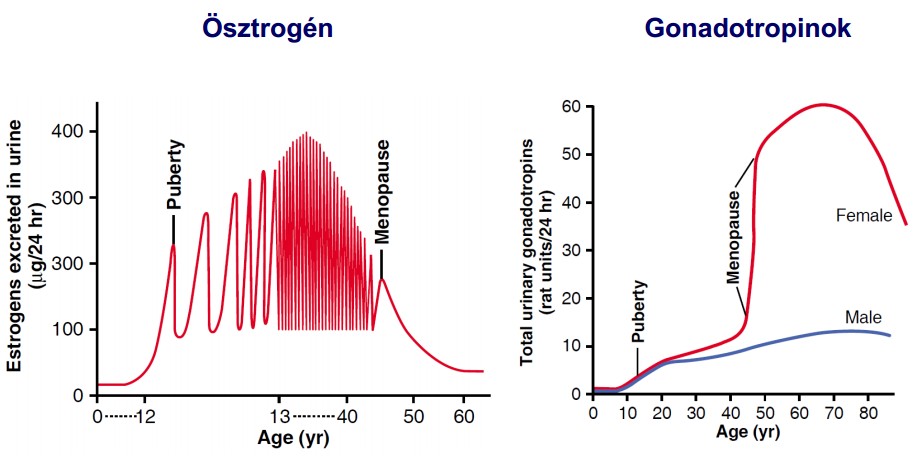 Ösztrogén
Estrogens excreted in urine
(µg/24 hr)
400
300
300
100
0
Puberty
Menopause
0 12 13 40 50 60
Age (yr)
Gonadotropinok
Total urinary gonadotropins
(rat units/24 hr)
60
50
40
30
20
10
0
Puberty
Menopause
Female
Male
0 10 20 30 40 50 60 70 80
Age (yr)